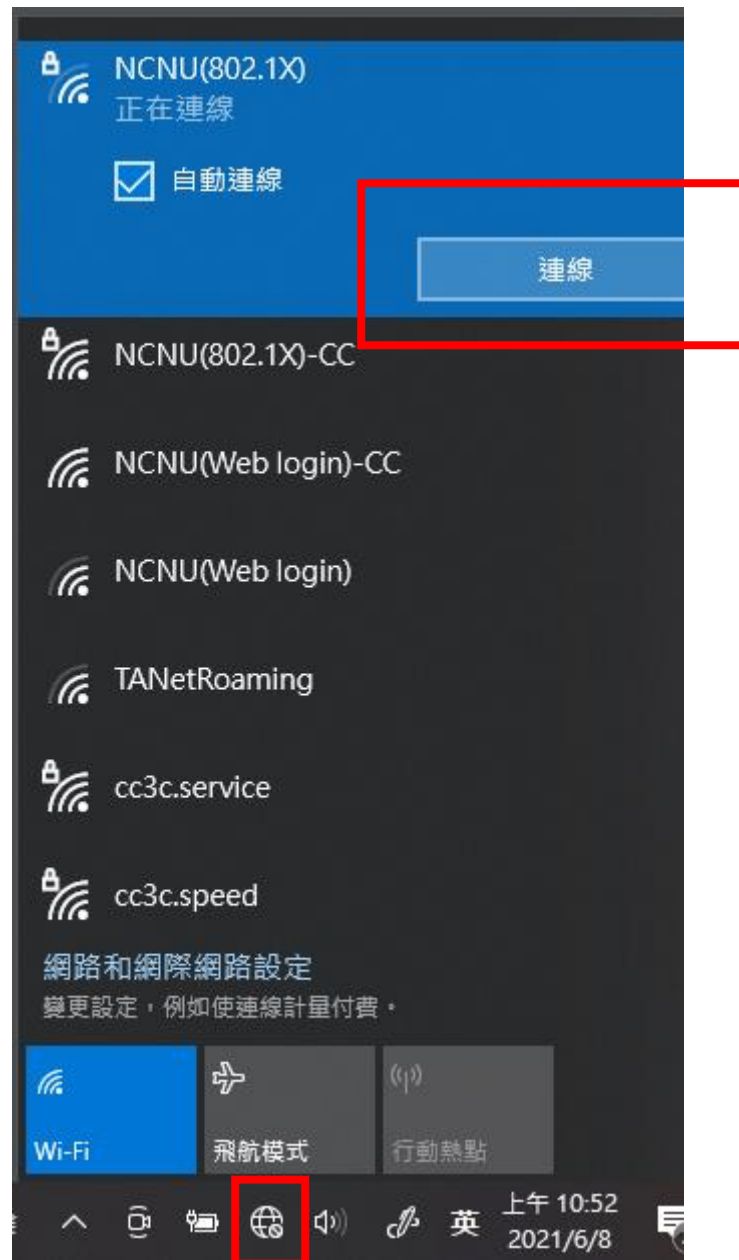 NCNU(802.1X)
正在連線
自動連線
連線
NCNU(802.1X)-CC
NCNU(Web login)-CC
NCNU(Web login)
TANetRoaming
cc3c.service
cc3c.speed
網路和網際網路設定
變更設定，例如使連線計量付費。
Wi-Fi
飛航模式
行動熱點
英
上午 10:52
2021/6/8